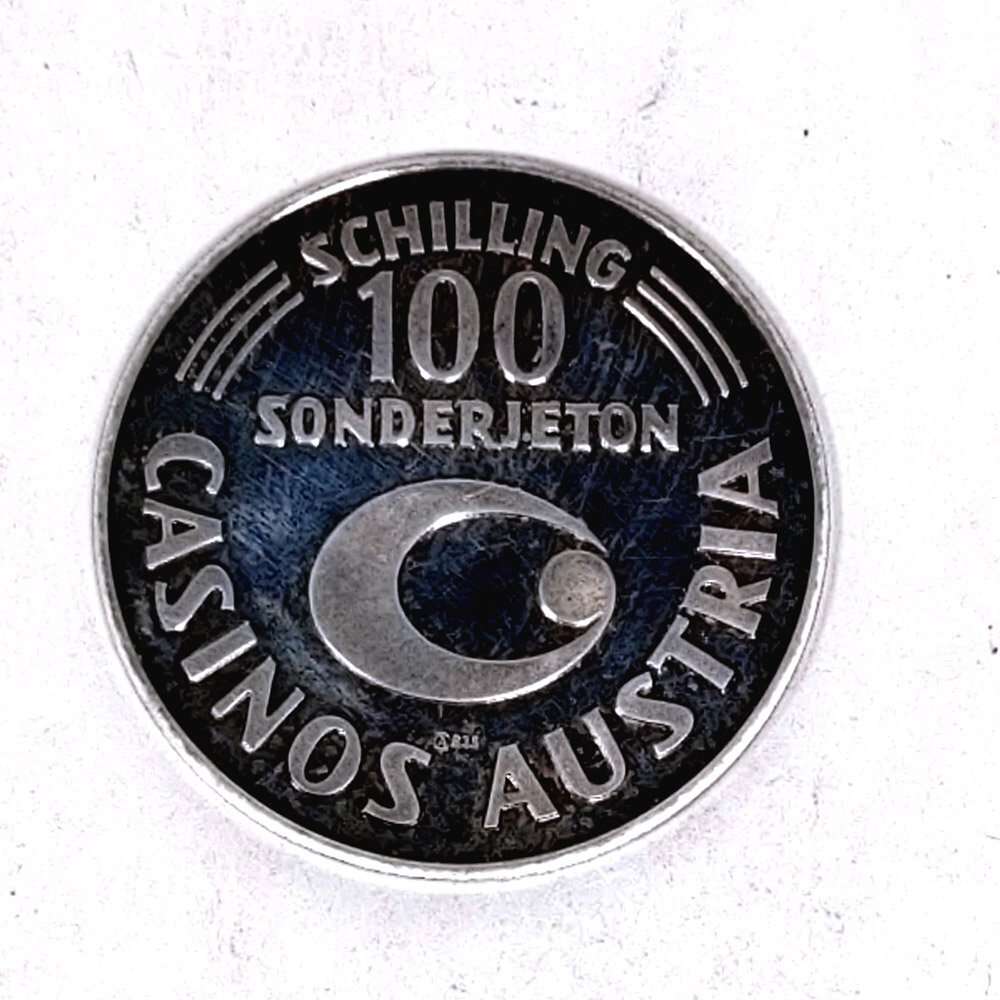 SCHILLING
100
SONDERJETON
CASINOS AUSTRIA